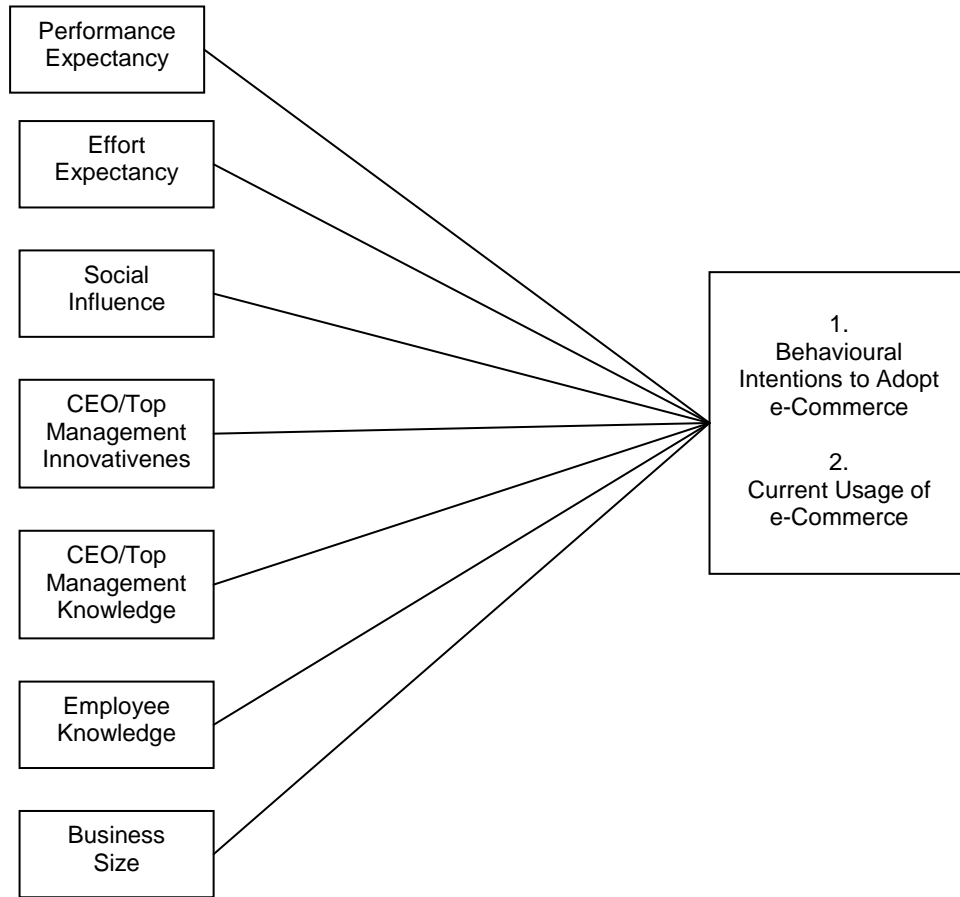 Performance
Expectancy
Effort
Expectancy
Social
Influence
CEO/Top
Management
Innovativenes
CEO/Top
Management
Knowledge
Employee
Knowledge
Business
Size
1.
Behavioural
Intentions to Adopt
e-Commerce
2.
Current Usage of
e-Commerce